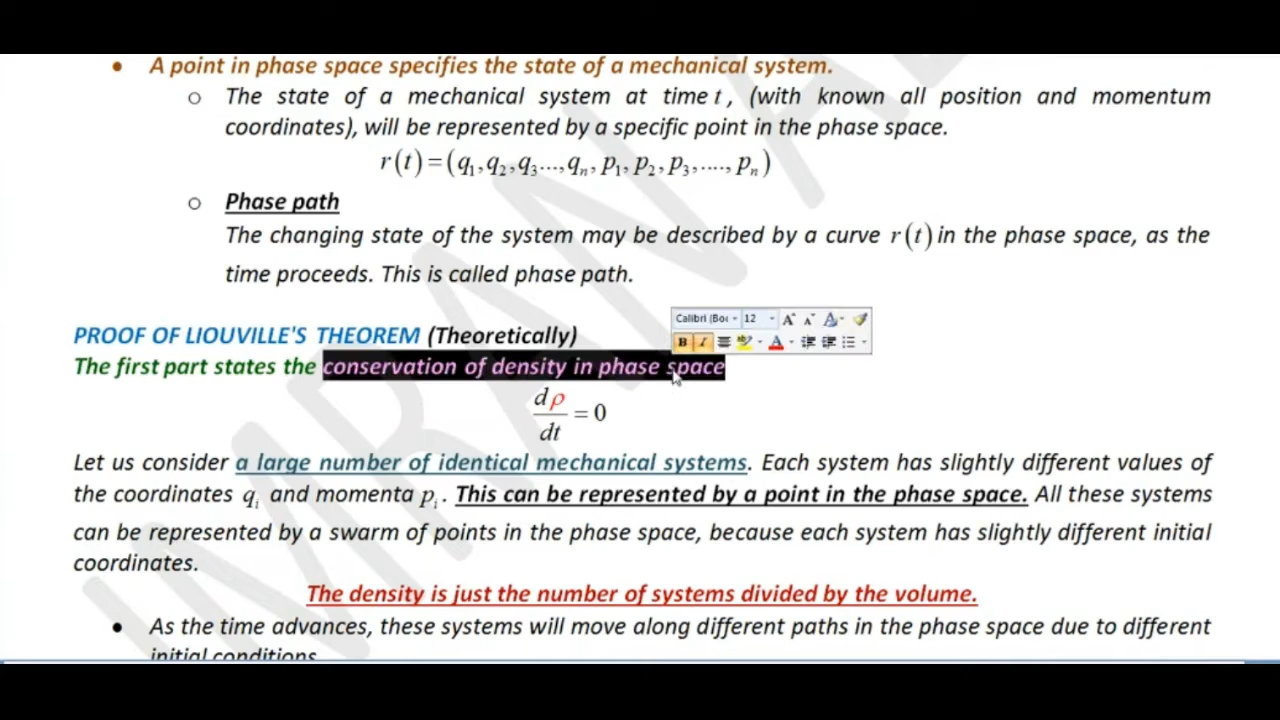 • A point in phase space specifies the state of a mechanical system.
o The state of a mechanical system at time t , (with known all position and momentum
coordinates), will be represented by a specific point in the phase space.
r(t)=(q₁,q₂,q₃...,qₙ,p₁,p₂,p₃,....,pₙ)
o Phase path
The changing state of the system may be described by a curve r(t) in the phase space, as the
time proceeds. This is called phase path.
PROOF OF LIOUVILLE'S THEOREM (Theoretically)
Calibri (Boc 12
The first part states the conservation of density in phase space
dρ/dt = 0
Let us consider a large number of identical mechanical systems. Each system has slightly different values of
the coordinates qᵢ and momenta pᵢ. This can be represented by a point in the phase space. All these systems
can be represented by a swarm of points in the phase space, because each system has slightly different initial
coordinates.
The density is just the number of systems divided by the volume.
• As the time advances, these systems will move along different paths in the phase space due to different
initial conditions